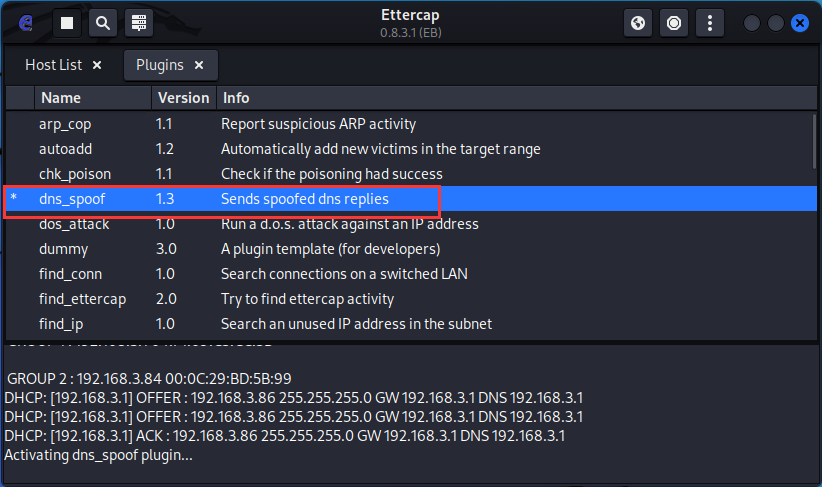 Ettercap
0.8.3.1 (EB)
Host List ×
Plugins ×
Name Version Info
arp_cop 1.1 Report suspicious ARP activity
autoadd 1.2 Automatically add new victims in the target range
chk_poison 1.1 Check if the poisoning had success
* dns_spoof 1.3 Sends spoofed dns replies
dos_attack 1.0 Run a d.o.s. attack against an IP address
dummy 3.0 A plugin template (for developers)
find_conn 1.0 Search connections on a switched LAN
find_ettercap 2.0 Try to find ettercap activity
find_ip 1.0 Search an unused IP address in the subnet
GROUP 2 : 192.168.3.84 00:0C:29:BD:5B:99
DHCP: [192.168.3.1] OFFER : 192.168.3.86 255.255.255.0 GW 192.168.3.1 DNS 192.168.3.1
DHCP: [192.168.3.1] OFFER : 192.168.3.86 255.255.255.0 GW 192.168.3.1 DNS 192.168.3.1
DHCP: [192.168.3.1] ACK : 192.168.3.86 255.255.255.0 GW 192.168.3.1 DNS 192.168.3.1
Activating dns_spoof plugin...